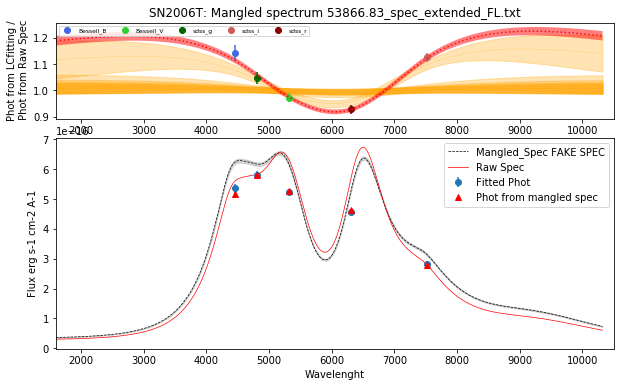 SN2006T: Mangled spectrum 53866.83_spec_extended_FL.txt
Phot from LCfitting /
Phot from Raw Spec
1.2
1.1
1.0
0.9
Bessell_B
Bessell_V
sdss_g
sdss_i
sdss_r
2000 3000 4000 5000 6000 7000 8000 9000 10000
Flux erg s-1 cm-2 A-1
7
6
5
4
3
2
1
0
Mangled_Spec FAKE SPEC
Raw Spec
Fitted Phot
Phot from mangled spec
2000 3000 4000 5000 6000 7000 8000 9000 10000
Wavelenght